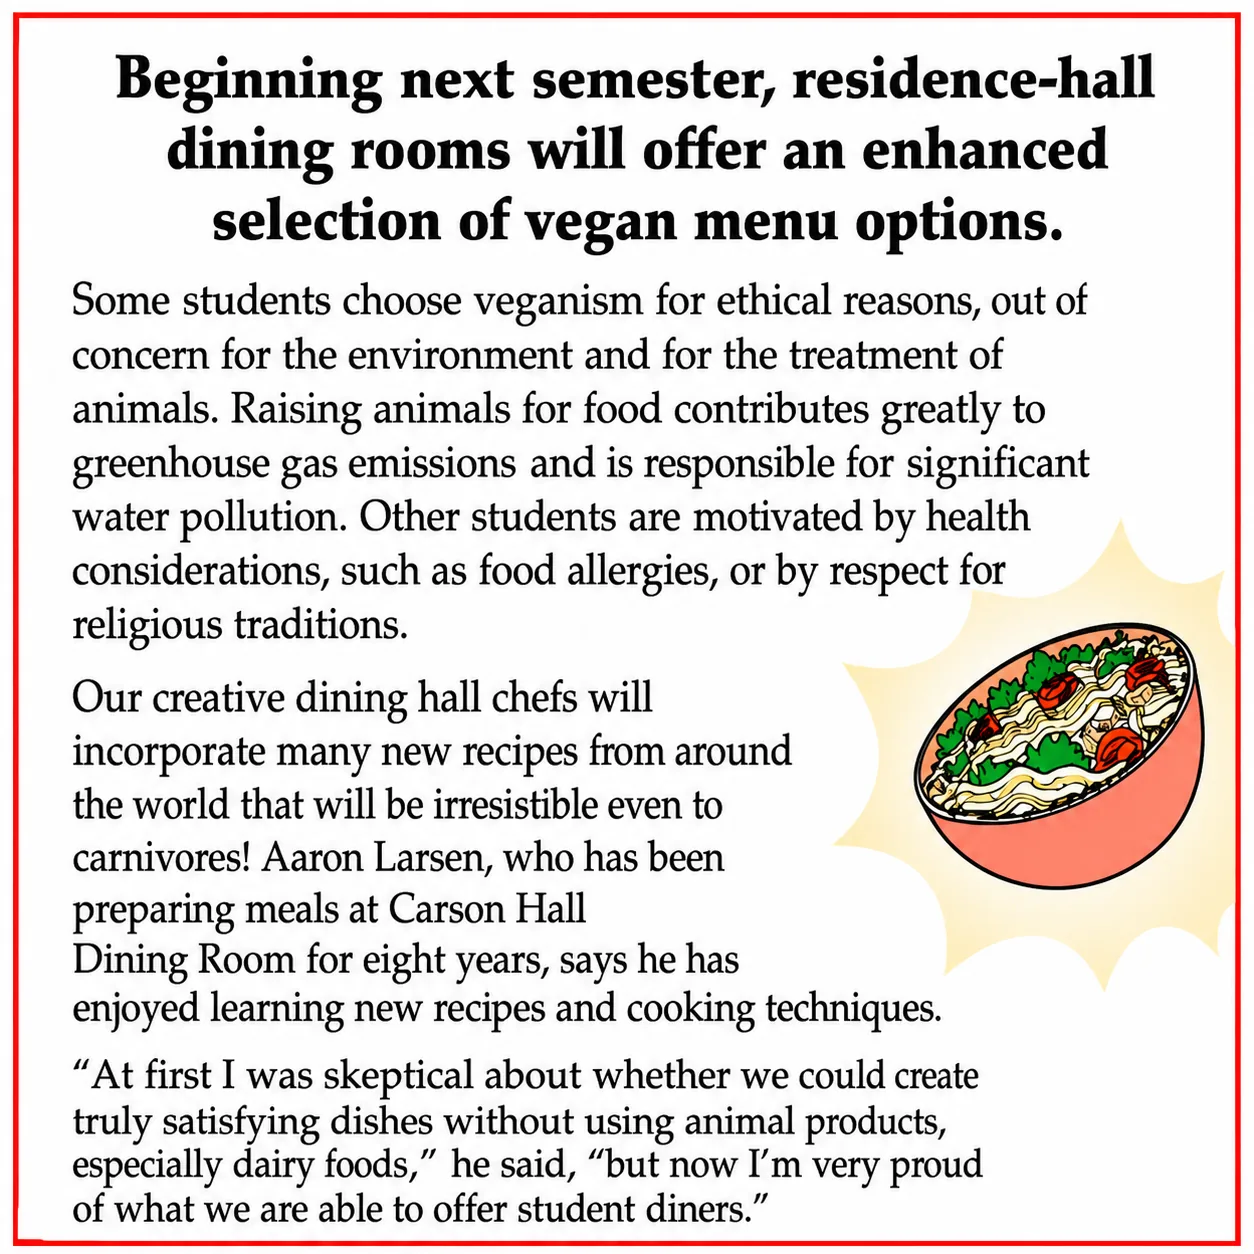 Beginning next semester, residence-hall
dining rooms will offer an enhanced
selection of vegan menu options.
Some students choose veganism for ethical reasons, out of
concern for the environment and for the treatment of
animals. Raising animals for food contributes greatly to
greenhouse gas emissions and is responsible for significant
water pollution. Other students are motivated by health
considerations, such as food allergies, or by respect for
religious traditions.
Our creative dining hall chefs will
incorporate many new recipes from around
the world that will be irresistible even to
carnivores! Aaron Larsen, who has been
preparing meals at Carson Hall
Dining Room for eight years, says he has
enjoyed learning new recipes and cooking techniques.
“At first I was skeptical about whether we could create
truly satisfying dishes without using animal products,
especially dairy foods,” he said, “but now I’m very proud
of what we are able to offer student diners.”